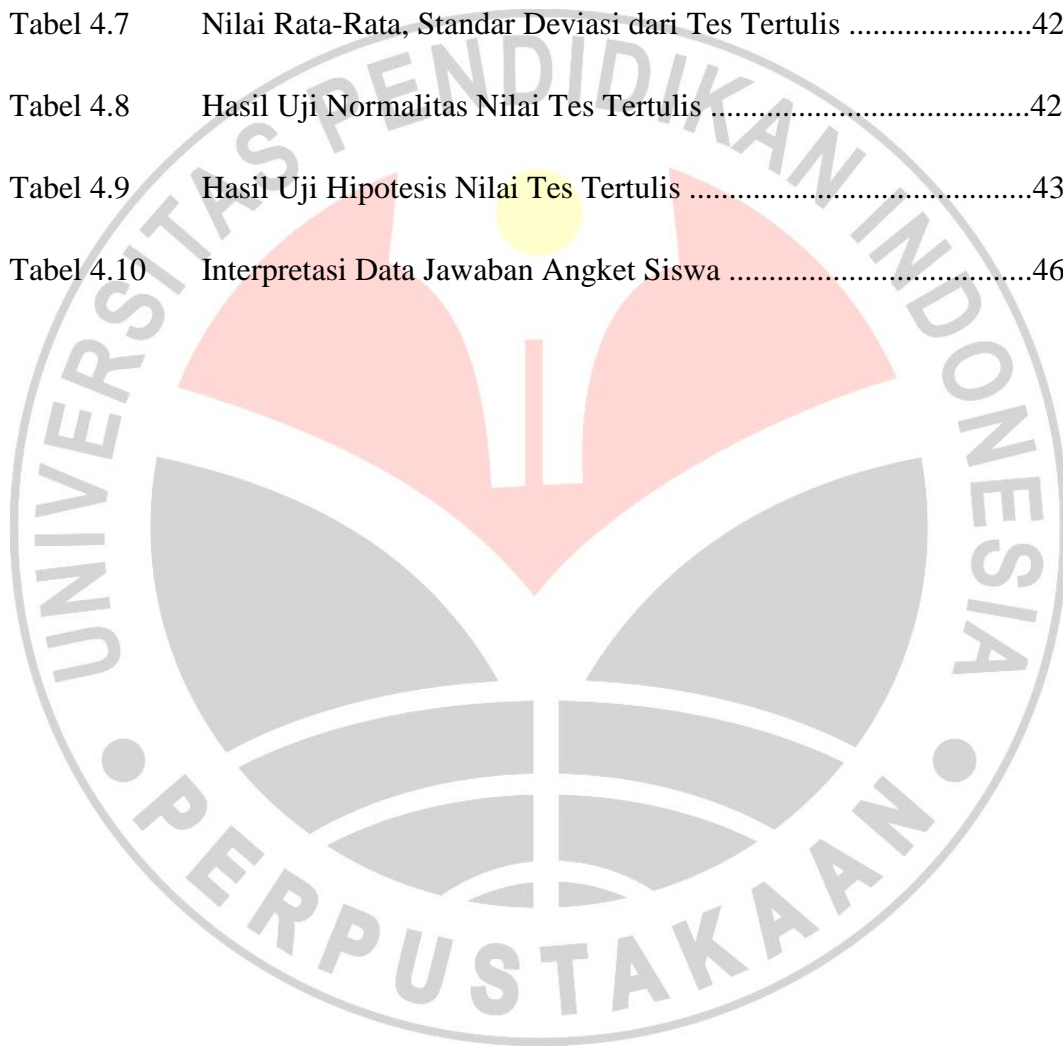 Tabel 4.7 Nilai Rata-Rata, Standar Deviasi dari Tes Tertulis .......................42
Tabel 4.8 Hasil Uji Normalitas Nilai Tes Tertulis .......................................42
Tabel 4.9 Hasil Uji Hipotesis Nilai Tes Tertulis ..........................................43
Tabel 4.10 Interpretasi Data Jawaban Angket Siswa .....................................46
UNIVERSITAS PENDIDIKAN INDONESIA
PERPUSTAKAAN